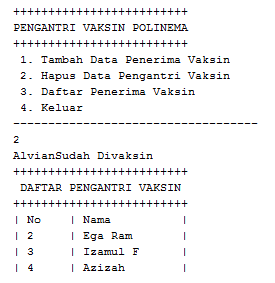 +++++++++++++++++++++++++
PENGANTRI VAKSIN POLINEMA
+++++++++++++++++++++++++
 1. Tambah Data Penerima Vaksin
 2. Hapus Data Pengantri Vaksin
 3. Daftar Penerima Vaksin
 4. Keluar
-----------------------------------
2
AlvianSudah Divaksin
+++++++++++++++++++++++++
 DAFTAR PENGANTRI VAKSIN
+++++++++++++++++++++++++
| No    | Nama          |
| 2     | Ega Ram       |
| 3     | Izamul F      |
| 4     | Azizah        |